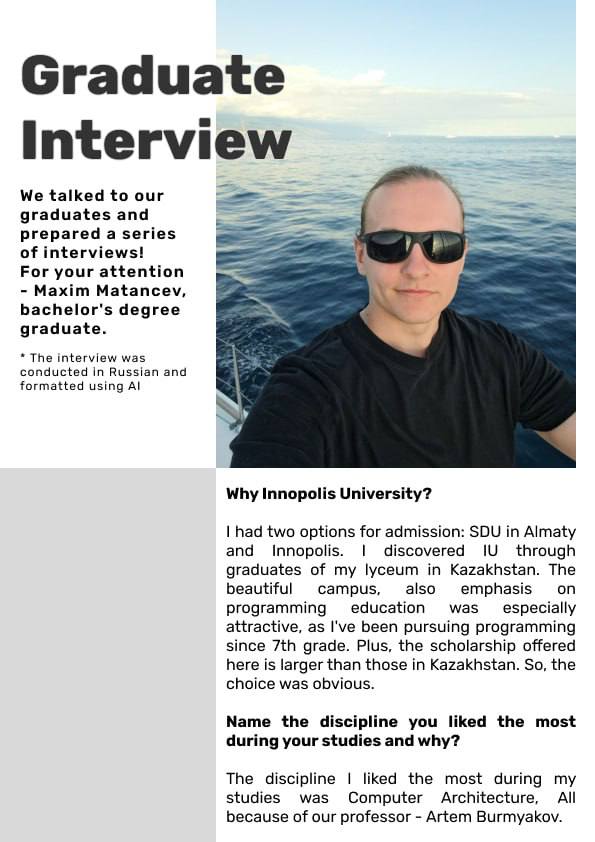 Graduate
Interview
We talked to our
graduates and
prepared a series
of interviews!
For your attention
- Maxim Matancev,
bachelor's degree
graduate.
* The interview was
conducted in Russian and
formatted using AI
Why Innopolis University?
I had two options for admission: SDU in Almaty
and Innopolis. I discovered IU through
graduates of my lyceum in Kazakhstan. The
beautiful campus, also emphasis on
programming education was especially
attractive, as I've been pursuing programming
since 7th grade. Plus, the scholarship offered
here is larger than those in Kazakhstan. So, the
choice was obvious.
Name the discipline you liked the most
during your studies and why?
The discipline I liked the most during my
studies was Computer Architecture, All
because of our professor - Artem Burmyakov.